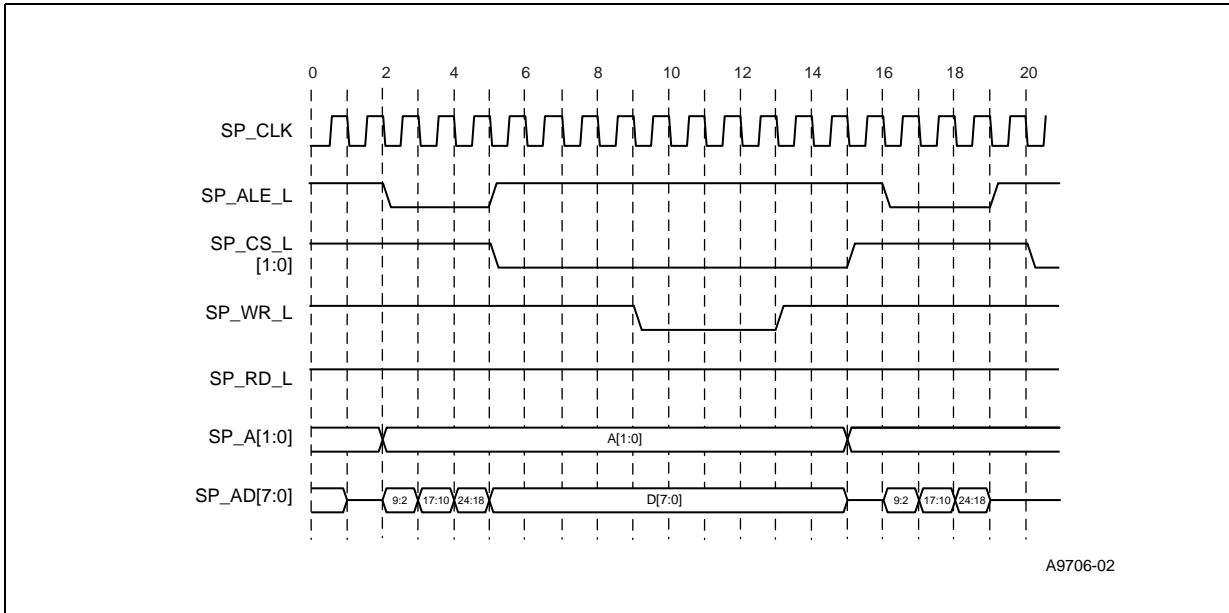 0 2 4 6 8 10 12 14 16 18 20
SP_CLK
SP_ALE_L
SP_CS_L
[1:0]
SP_WR_L
SP_RD_L
SP_A[1:0] A[1:0]
SP_AD[7:0] 9:2 17:10 24:18 D[7:0] 9:2 17:10 24:18
A9706-02